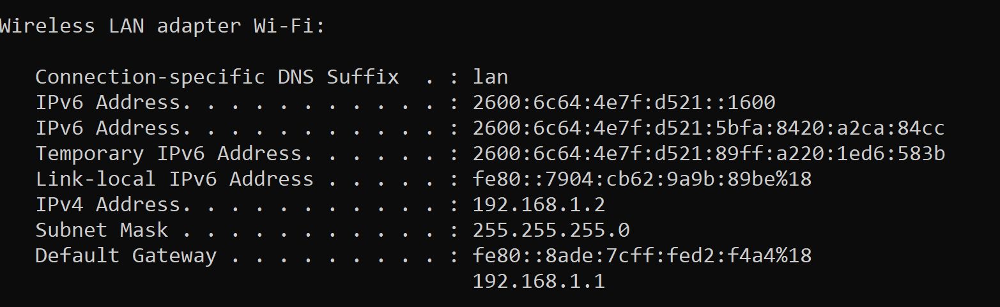 Wireless LAN adapter Wi-Fi:
Connection-specific DNS Suffix  . : lan
IPv6 Address. . . . . . . . . . . : 2600:6c64:4e7f:d521::1600
IPv6 Address. . . . . . . . . . . : 2600:6c64:4e7f:d521:5bfa:8420:a2ca:84cc
Temporary IPv6 Address. . . . . . : 2600:6c64:4e7f:d521:89ff:a220:1ed6:583b
Link-local IPv6 Address . . . . . : fe80::7904:cb62:9a9b:89be%18
IPv4 Address. . . . . . . . . . . : 192.168.1.2
Subnet Mask . . . . . . . . . . . : 255.255.255.0
Default Gateway . . . . . . . . . : fe80::8ade:7cff:fed2:f4a4%18
192.168.1.1